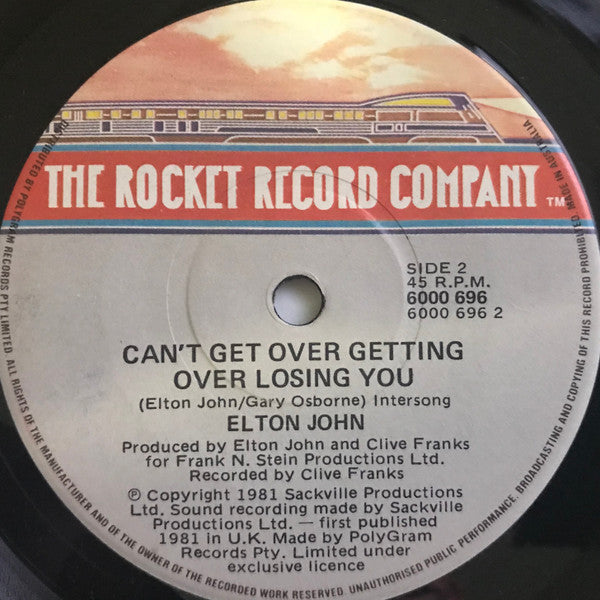 THE ROCKET RECORD COMPANY TM
SIDE 2
45 R.P.M.
6000 696
6000 696 2
CAN'T GET OVER GETTING
OVER LOSING YOU
(Elton John/Gary Osborne) Intersong
ELTON JOHN
Produced by Elton John and Clive Franks
for Frank N. Stein Productions Ltd.
Recorded by Clive Franks
℗ Copyright 1981 Sackville Productions
Ltd. Sound recording made by Sackville
Productions Ltd. — first published
1981 in U.K. Made by PolyGram
Records Pty. Limited under
exclusive licence
DISTRIBUTED BY POLYGRAM RECORDS PTY. LIMITED. ALL RIGHTS OF THE MANUFACTURER AND OF THE OWNER OF THE RECORDED WORK RESERVED. UNAUTHORISED PUBLIC PERFORMANCE, BROADCASTING AND COPYING OF THIS RECORD PROHIBITED. MADE IN AUSTRALIA